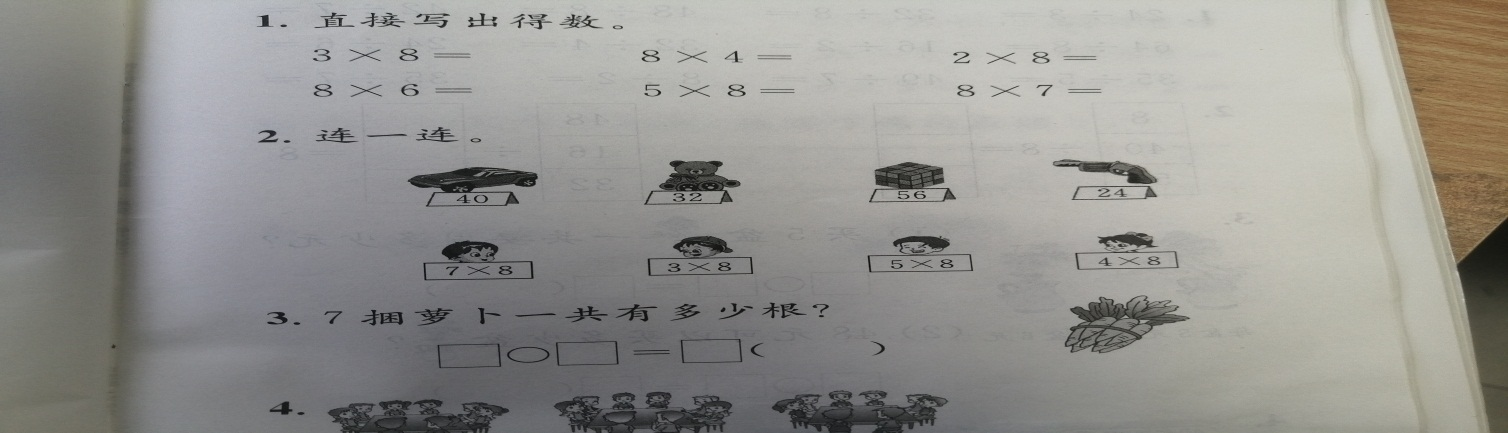 1. 直接写出得数。
3×8= 8×4= 2×8=
8×6= 5×8= 8×7=
2. 连一连。
40 32 56 24
7×8 3×8 5×8 4×8
3. 7捆萝卜一共有多少根?
□○□=□( )
4.